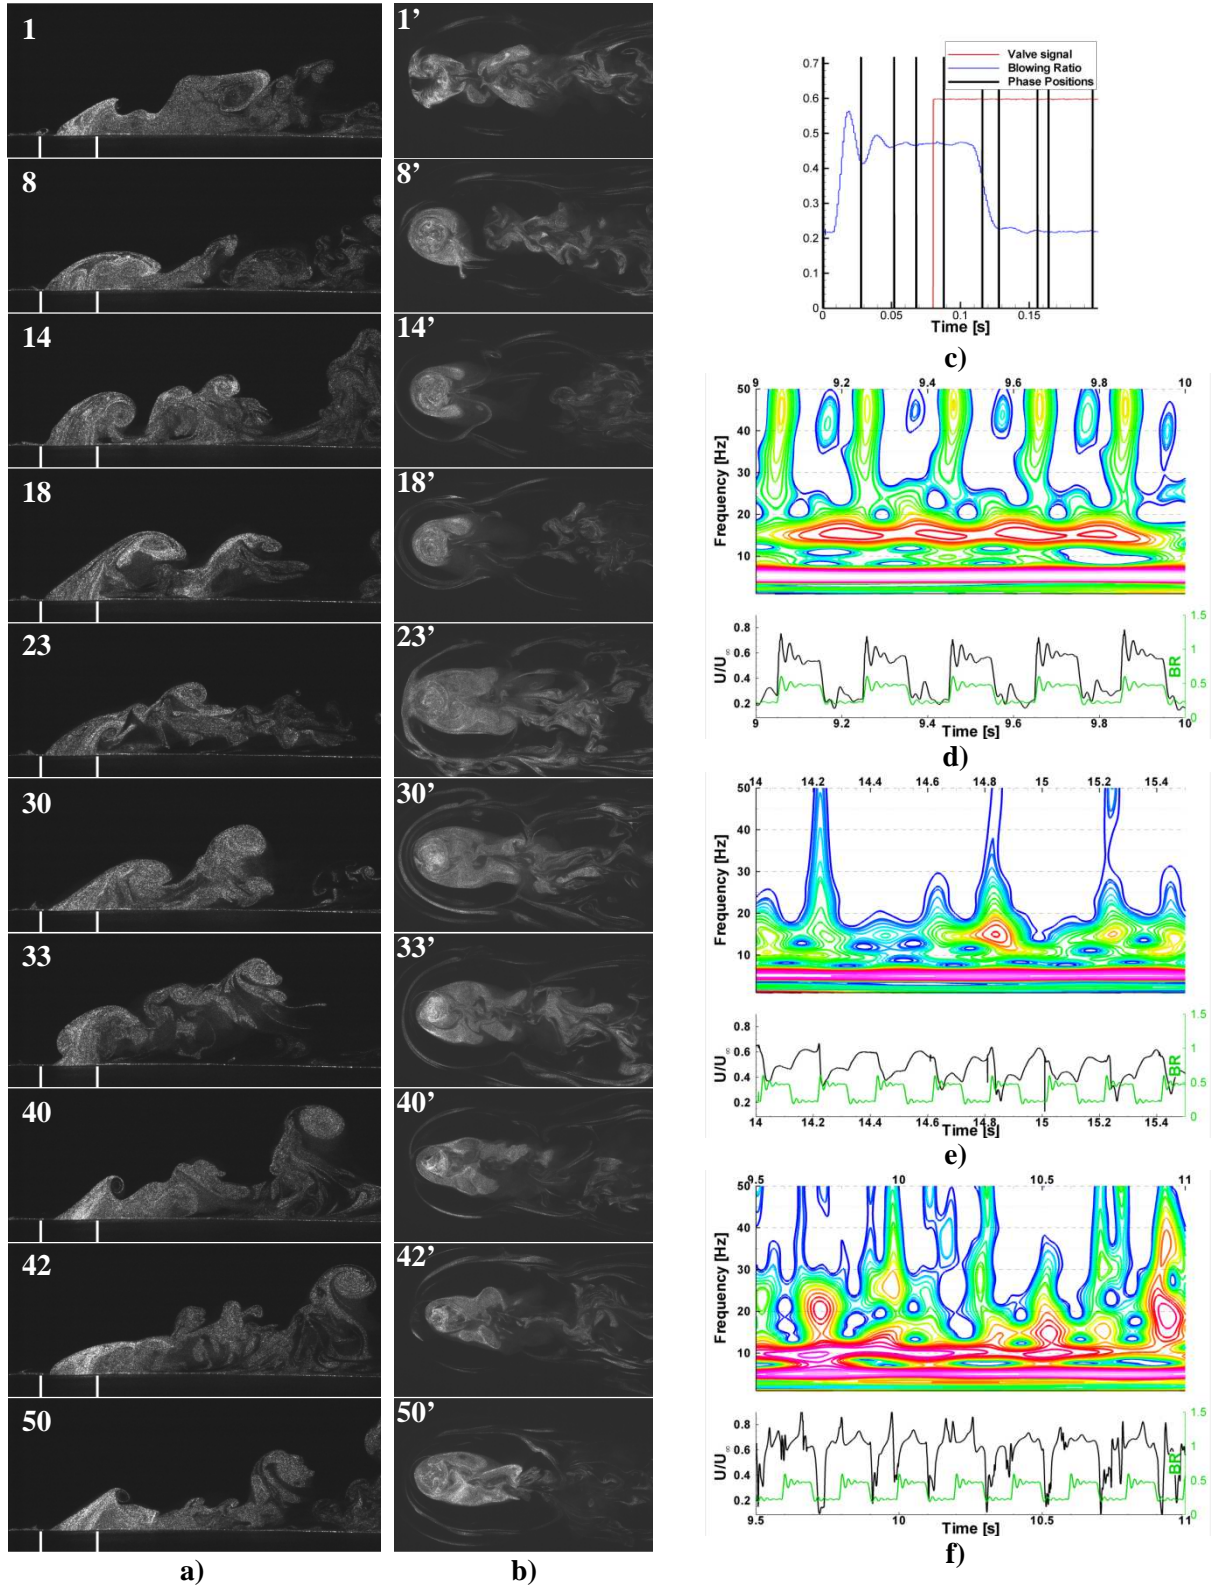 1
8
14
18
23
30
33
40
42
50
a)
1’
8’
14’
18’
23’
30’
33’
40’
42’
50’
b)
Valve signal
Blowing Ratio
Phase Positions
0.7
0.6
0.5
0.4
0.3
0.2
0.1
0
0 0.05 0.1 0.15
Time [s]
c)
9 9.2 9.4 9.6 9.8 10
50
40
30
20
10
Frequency [Hz]
0.8
0.6
0.4
0.2
U/U∞
1.5
1
0.5
0
BR
9 9.2 9.4 9.6 9.8 10
Time [s]
d)
14 14.2 14.4 14.6 14.8 15 15.2 15.4
50
40
30
20
10
Frequency [Hz]
0.8
0.6
0.4
0.2
U/U∞
1.5
1
0.5
0
BR
14 14.2 14.4 14.6 14.8 15 15.2 15.4
Time [s]
e)
9.5 10 10.5 11
50
40
30
20
10
Frequency [Hz]
0.8
0.6
0.4
0.2
U/U∞
1.5
1
0.5
0
BR
9.5 10 10.5 11
Time [s]
f)